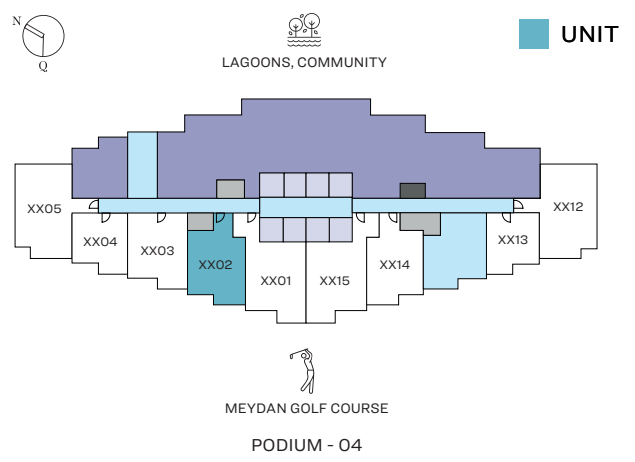 N
Q
UNIT
LAGOONS, COMMUNITY
XX05
XX04
XX03
XX02
XX01
XX15
XX14
XX13
XX12
MEYDAN GOLF COURSE
PODIUM - 04